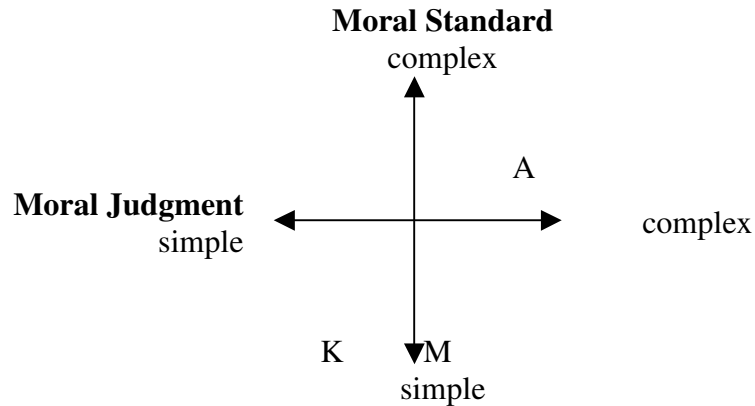 Moral Standard
complex
A
Moral Judgment
simple
complex
K M
simple